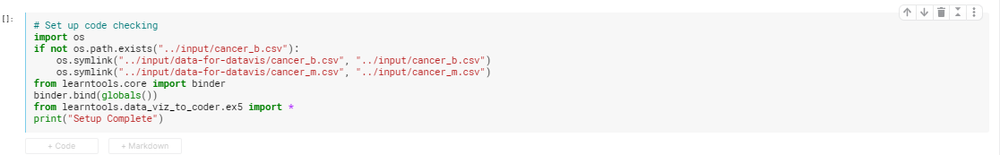 []:
# Set up code checking
import os
if not os.path.exists("../input/cancer_b.csv"):
    os.symlink("../input/data-for-datavis/cancer_b.csv", "../input/cancer_b.csv")
    os.symlink("../input/data-for-datavis/cancer_m.csv", "../input/cancer_m.csv")
from learntools.core import binder
binder.bind(globals())
from learntools.data_viz_to_coder.ex5 import *
print("Setup Complete")
+ Code + Markdown